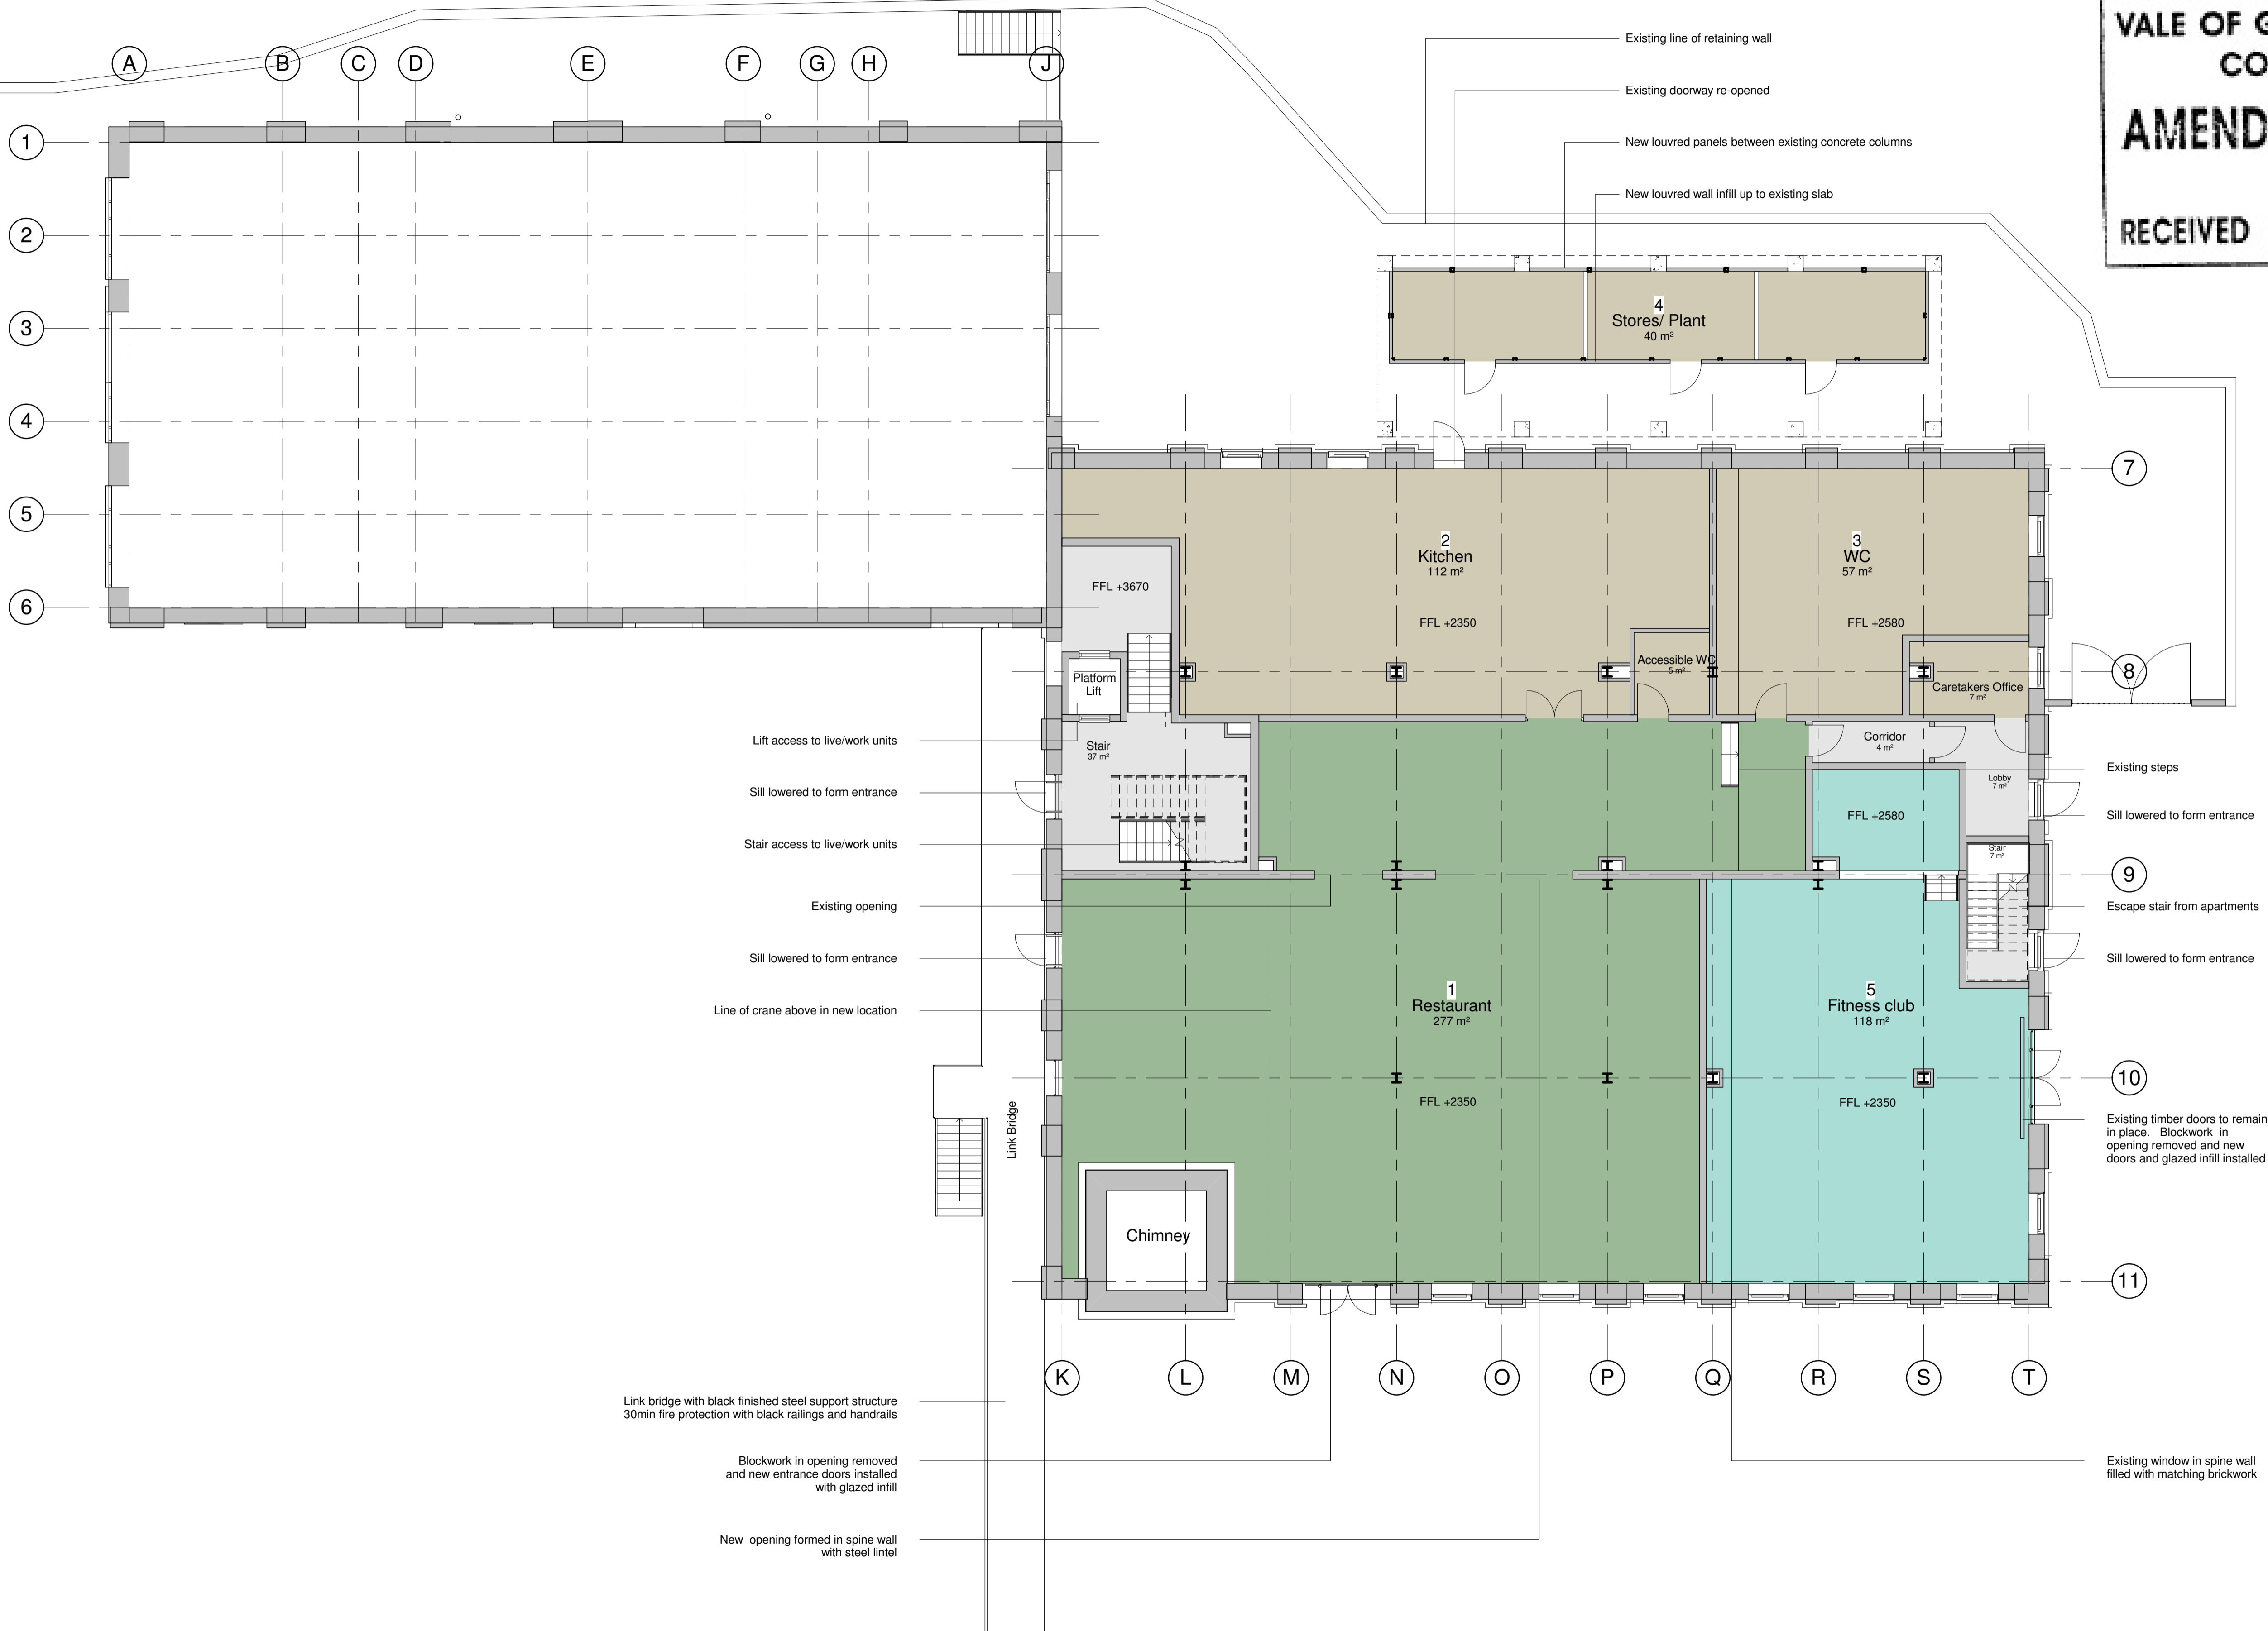 VALE OF G
CO
AMEND
RECEIVED
A
B
C
D
E
F
G
H
J
Existing line of retaining wall
Existing doorway re-opened
New louvred panels between existing concrete columns
New louvred wall infill up to existing slab
1
2
3
4
5
6
4
Stores/ Plant
40 m²
7
8
9
10
11
2
Kitchen
112 m²
FFL +2350
3
WC
57 m²
FFL +2580
FFL +3670
Platform
Lift
Accessible WC
5 m²
Caretakers Office
7 m²
Stair
37 m²
Corridor
4 m²
Lobby
7 m²
FFL +2580
Stair
7 m²
Lift access to live/work units
Sill lowered to form entrance
Stair access to live/work units
Existing opening
Sill lowered to form entrance
Line of crane above in new location
Existing steps
Sill lowered to form entrance
Escape stair from apartments
Sill lowered to form entrance
1
Restaurant
277 m²
FFL +2350
5
Fitness club
118 m²
FFL +2350
Existing timber doors to remain
in place. Blockwork in
opening removed and new
doors and glazed infill installed
Link Bridge
Chimney
K
L
M
N
O
P
Q
R
S
T
Link bridge with black finished steel support structure
30min fire protection with black railings and handrails
Blockwork in opening removed
and new entrance doors installed
with glazed infill
New opening formed in spine wall
with steel lintel
Existing window in spine wall
filled with matching brickwork